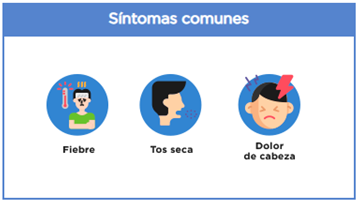 Síntomas comunes
Fiebre
Tos seca
Dolor
de cabeza